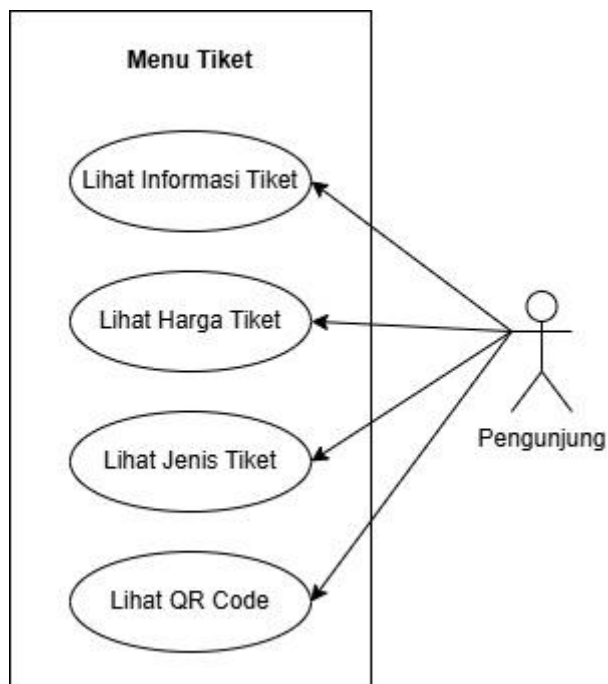 Menu Tiket
Lihat Informasi Tiket
Lihat Harga Tiket
Lihat Jenis Tiket
Lihat QR Code
Pengunjung